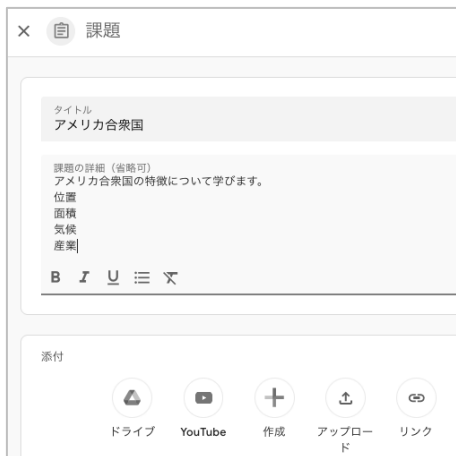 課題
タイトル
アメリカ合衆国
課題の詳細（省略可）
アメリカ合衆国の特徴について学びます。
位置
面積
気候
産業
B I U
添付
ドライブ YouTube 作成 アップロー リンク
ド